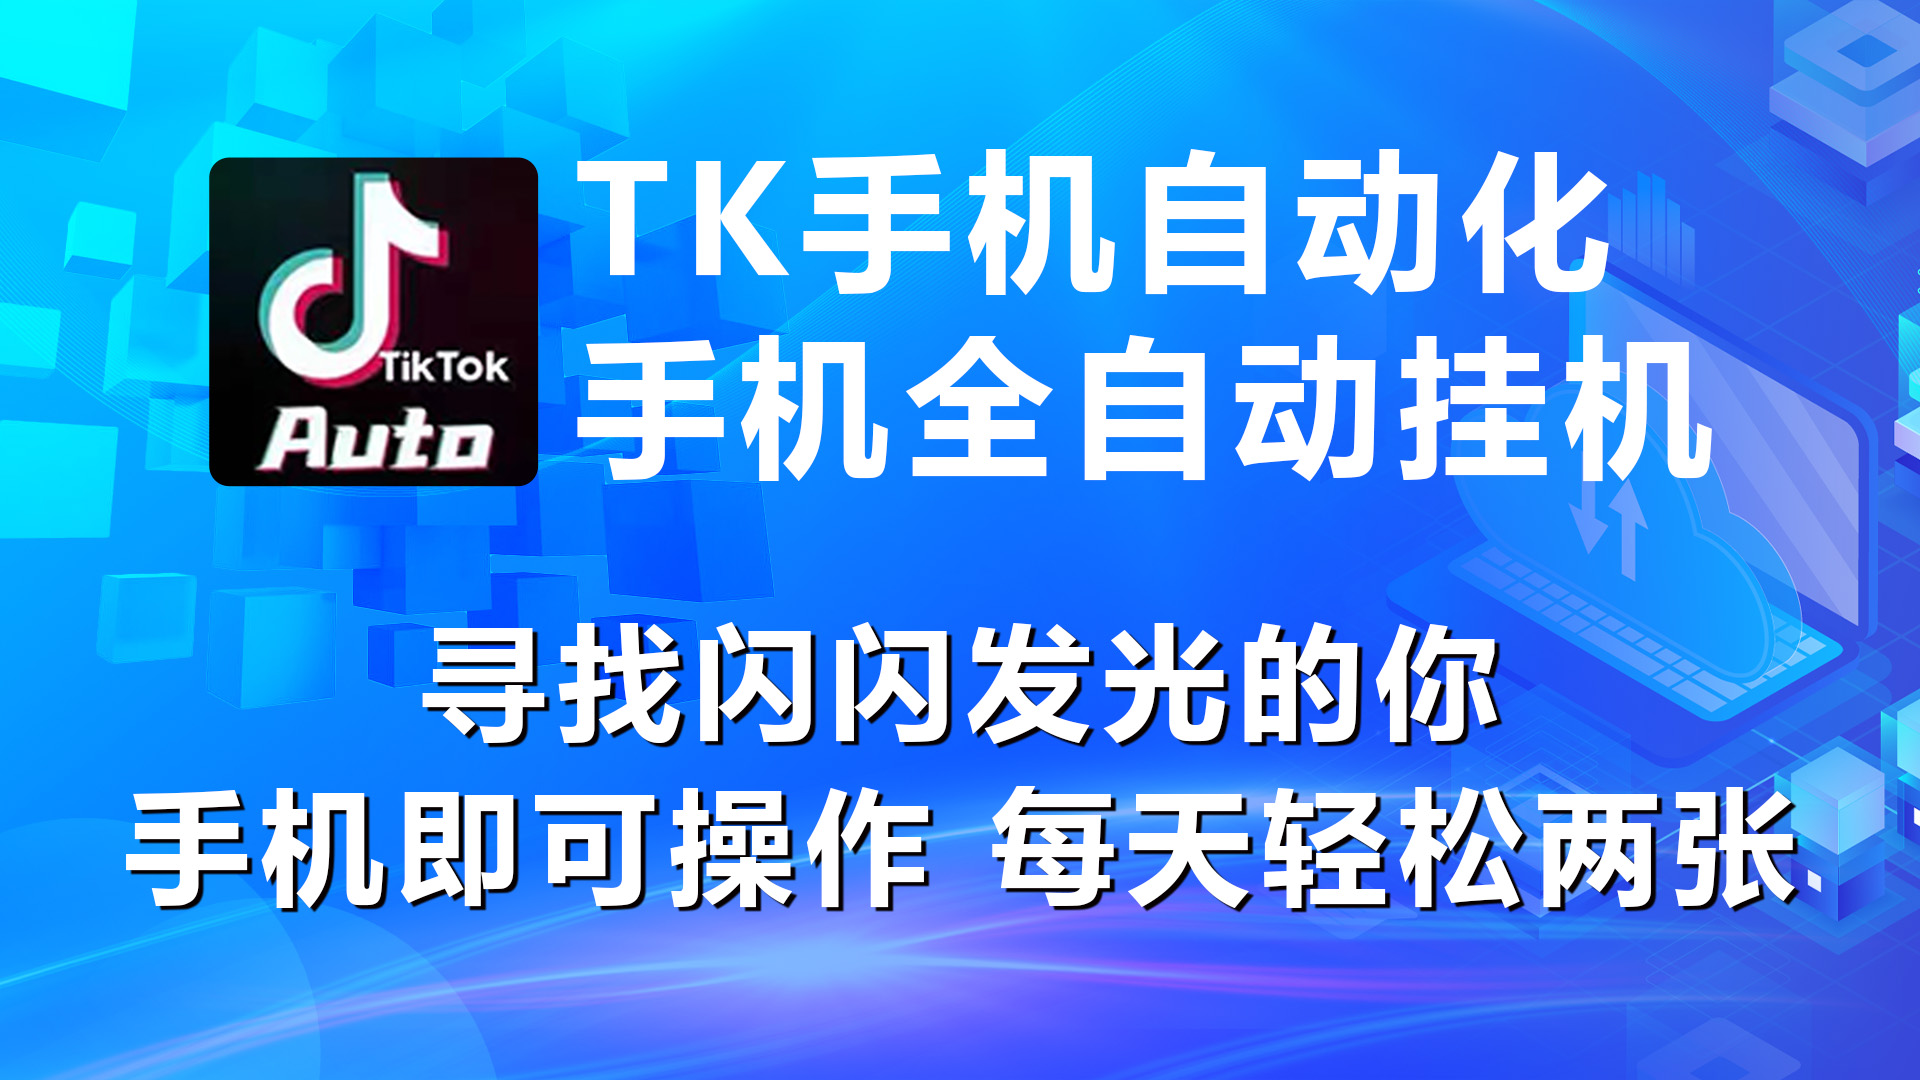 TK手机自动化
手机全自动挂机
TikTok
Auto
寻找闪闪发光的你
手机即可操作 每天轻松两张